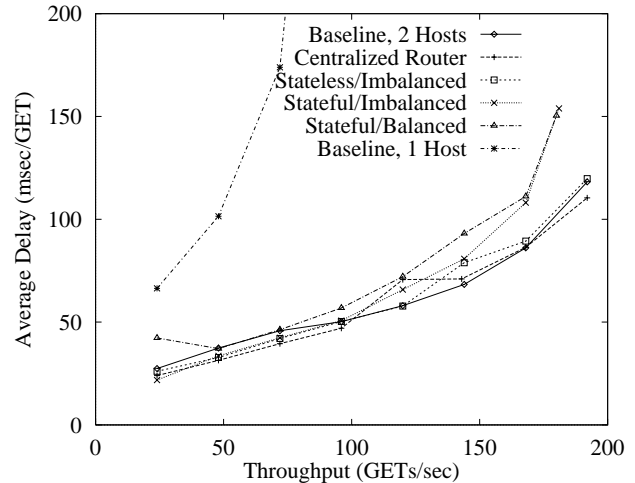 200
150
100
50
0
Average Delay (msec/GET)
Baseline, 2 Hosts
Centralized Router
Stateless/Imbalanced
Stateful/Imbalanced
Stateful/Balanced
Baseline, 1 Host
0 50 100 150 200
Throughput (GETs/sec)